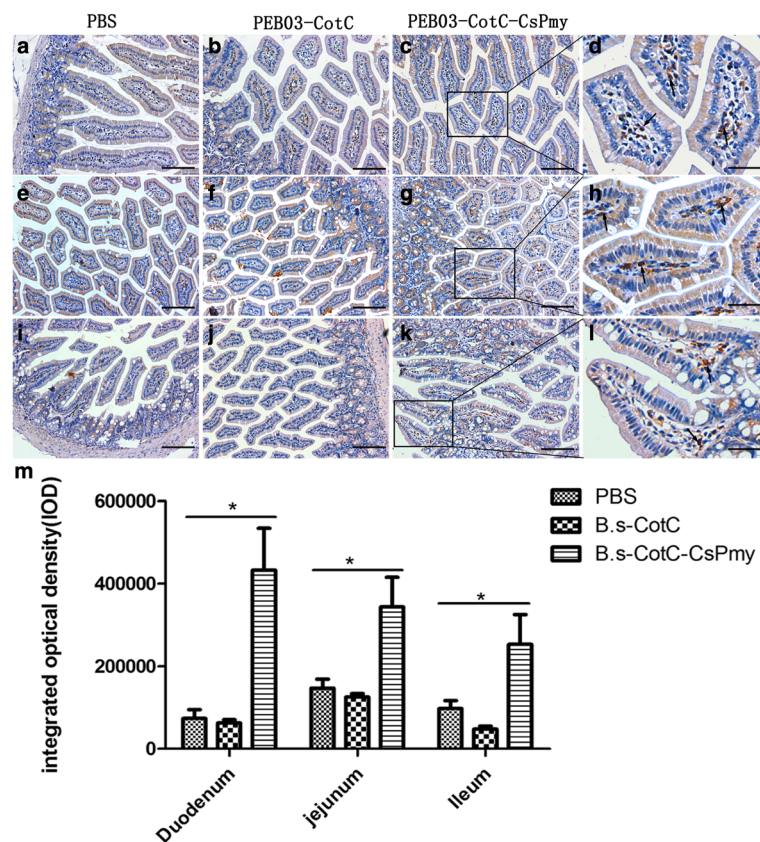 PBS PEB03-CotC PEB03-CotC-CsPmy
a b c d
e f g h
i j k l
m
integrated optical density(IOD)
600000
400000
200000
0
* * *
PBS
B.s-CotC
B.s-CotC-CsPmy
Duodenum jejunum Ileum